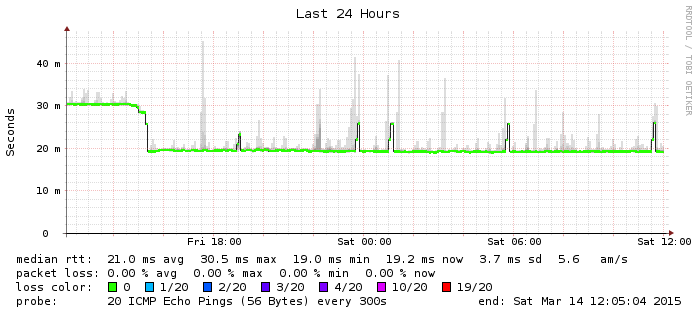 Last 24 Hours
RRDTOOL / TOBI OETIKER
Seconds
40 m
30 m
20 m
10 m
0
Fri 18:00 Sat 00:00 Sat 06:00 Sat 12:00
median rtt: 21.0 ms avg 30.5 ms max 19.0 ms min 19.2 ms now 3.7 ms sd 5.6 am/s
packet loss: 0.00 % avg 0.00 % max 0.00 % min 0.00 % now
loss color: 0 1/20 2/20 3/20 4/20 10/20 19/20
probe: 20 ICMP Echo Pings (56 Bytes) every 300s end: Sat Mar 14 12:05:04 2015